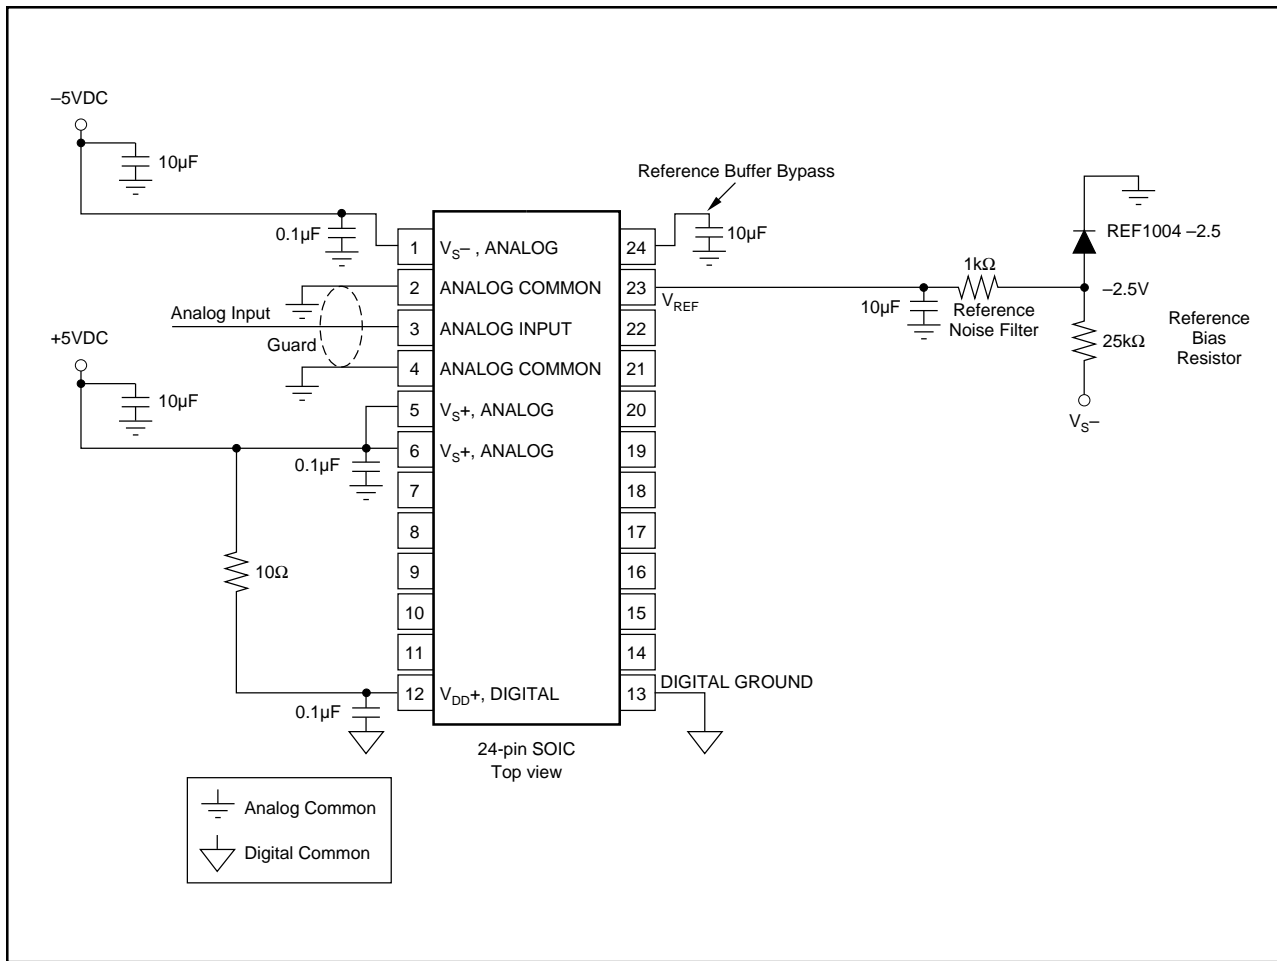 –5VDC
10µF
0.1µF
Analog Input
Guard
+5VDC
10µF
0.1µF
10Ω
0.1µF
1 V_S– , ANALOG
2 ANALOG COMMON
3 ANALOG INPUT
4 ANALOG COMMON
5 V_S+, ANALOG
6 V_S+, ANALOG
7
8
9
10
11
12 V_DD+, DIGITAL
24
23
22
21
20
19
18
17
16
15
14
13
DIGITAL GROUND
24-pin SOIC
Top view
Reference Buffer Bypass
10µF
V_REF
10µF
1kΩ
Reference
Noise Filter
REF1004 –2.5
–2.5V
25kΩ
V_S–
Reference
Bias
Resistor
Analog Common
Digital Common